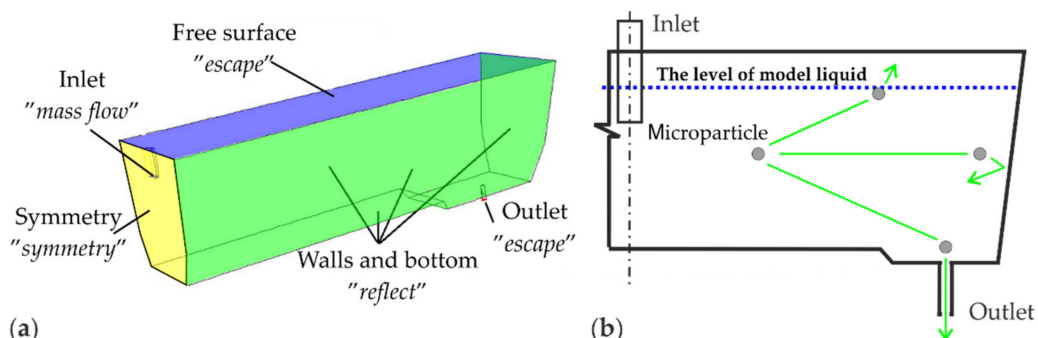 Free surface
"escape"
Inlet
"mass flow"
Symmetry
"symmetry"
Outlet
"escape"
Walls and bottom
"reflect"
(a)
Inlet
The level of model liquid
Microparticle
Outlet
(b)